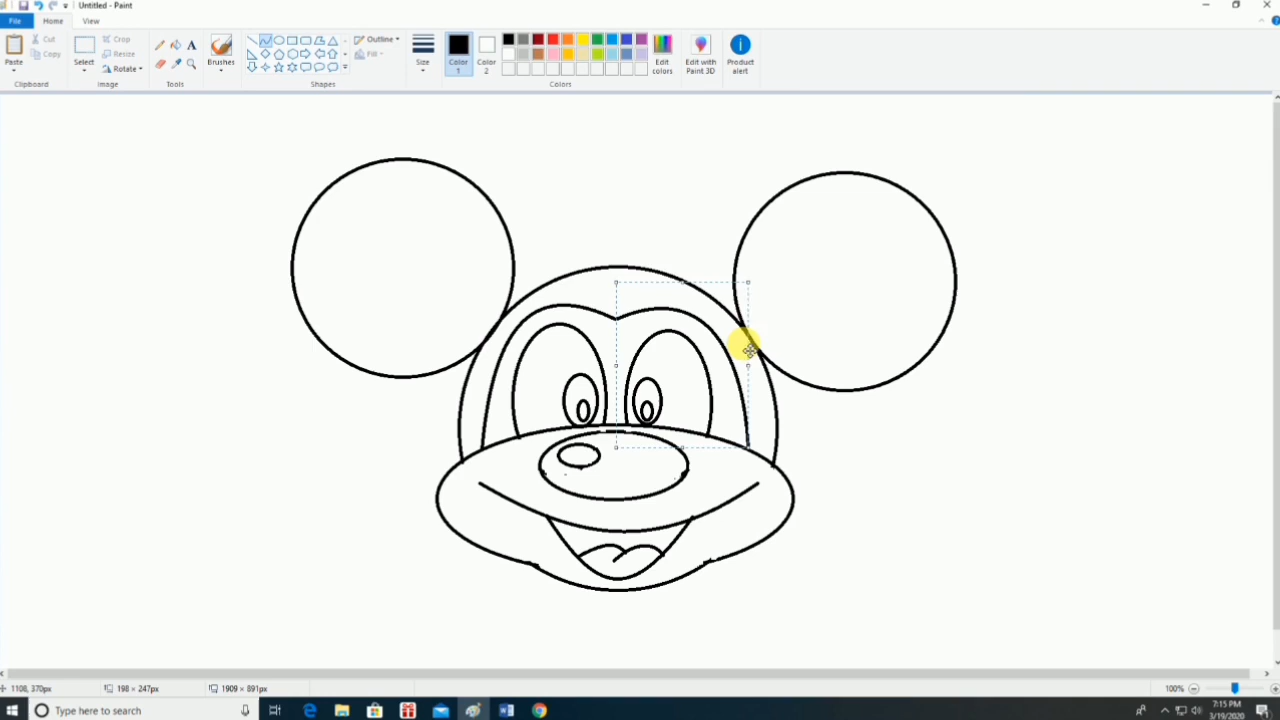 Untitled - Paint
File Home View
Paste
Cut
Copy
Clipboard
Select
Crop
Resize
Rotate
Image
Tools
Brushes
Outline
Fill
Shapes
Size
Color 1
Color 2
Edit colors
Colors
Edit with Paint 3D
Product alert
1108, 370px 198 × 247px 1909 × 891px 100%
Type here to search
7:15 PM
3/19/2020